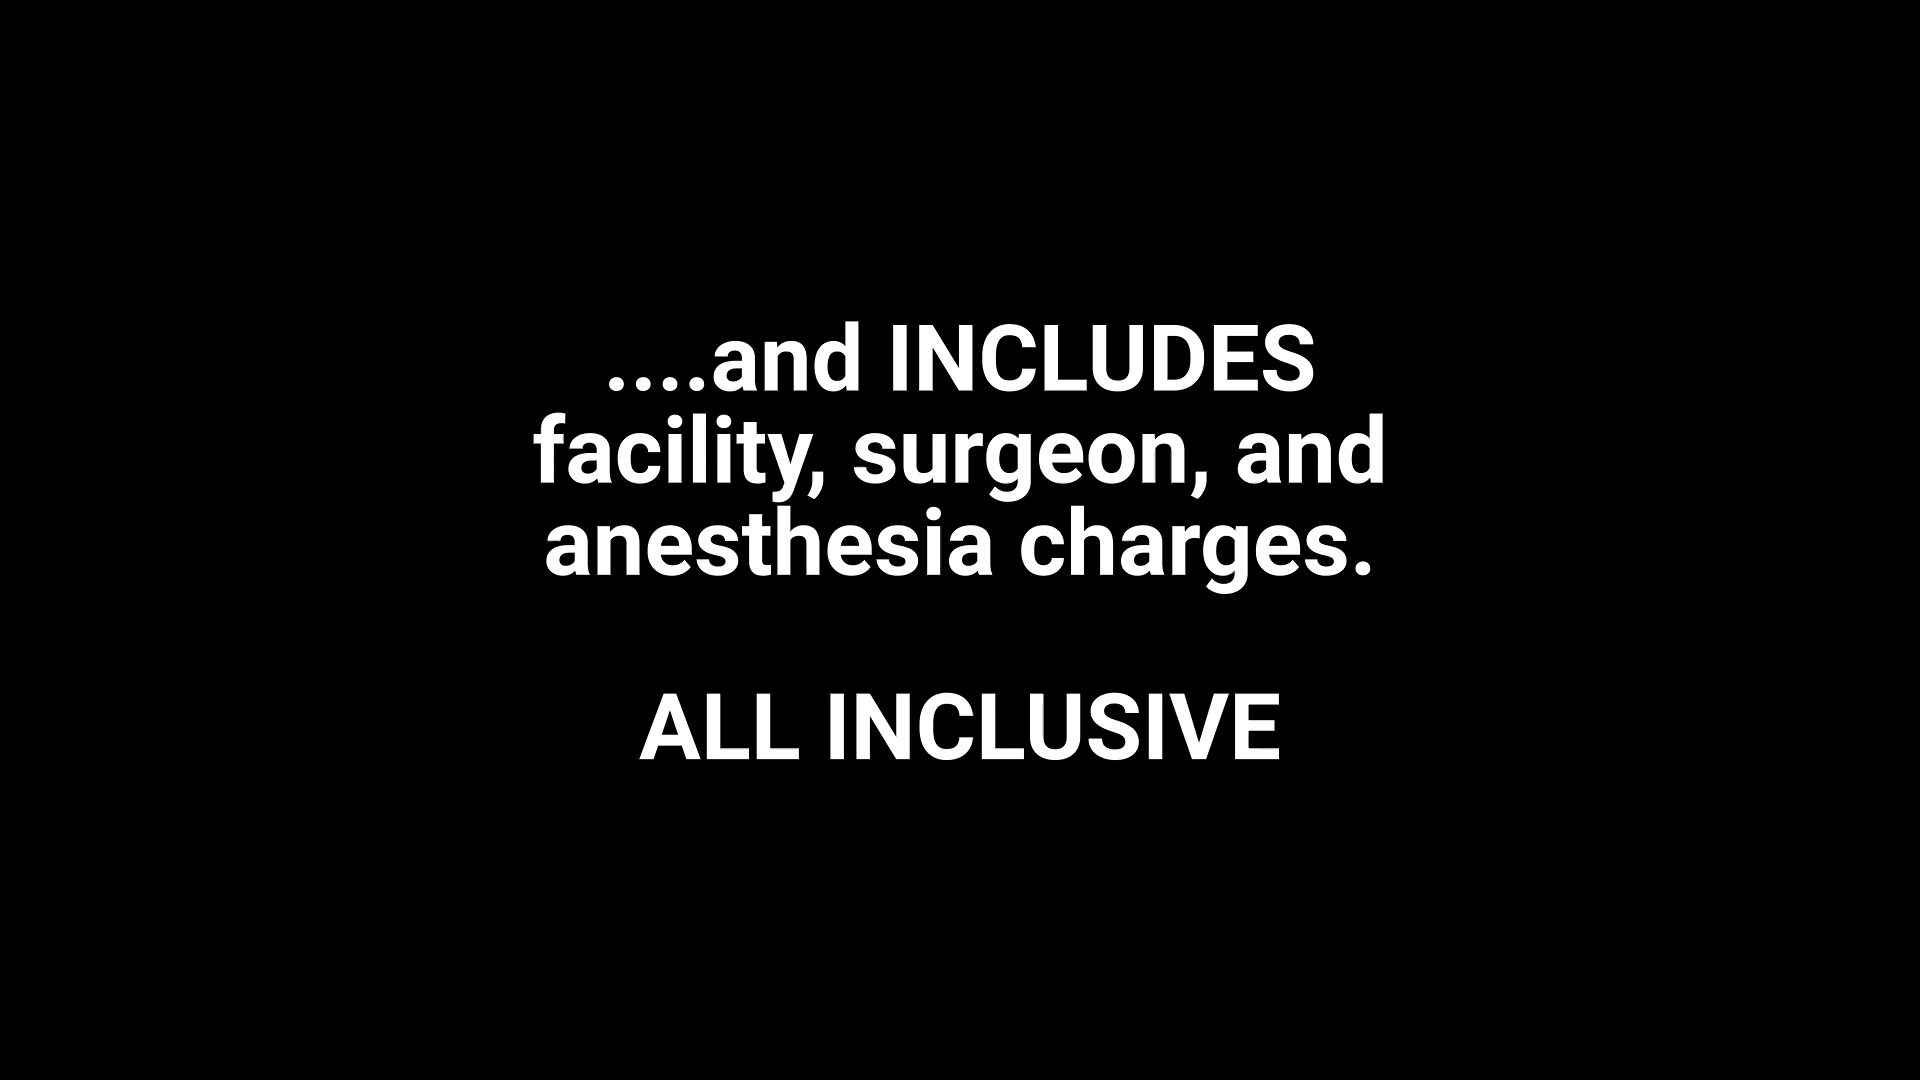 ....and INCLUDES
facility, surgeon, and
anesthesia charges.
ALL INCLUSIVE